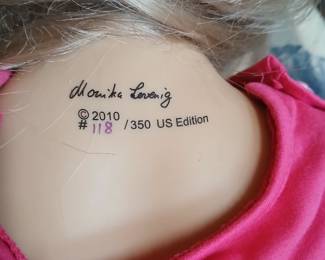 Monika Levenig
© 2010
# 118 / 350 US Edition